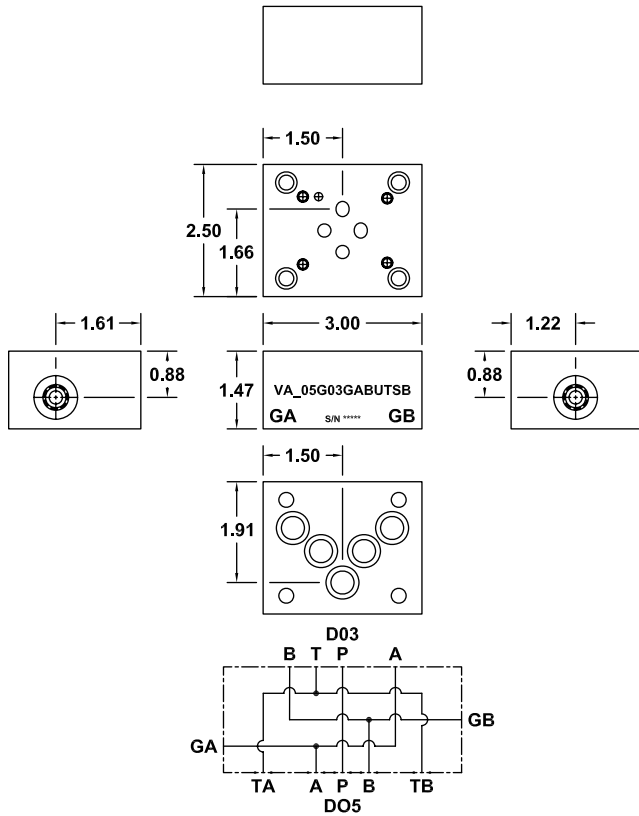 1.50
2.50
1.66
1.61
3.00
1.22
0.88
1.47
VA_05G03GABUTSB
0.88
GA S/N ***** GB
1.50
1.91
D03
B T P A
GB
GA
TA A P B TB
DO5